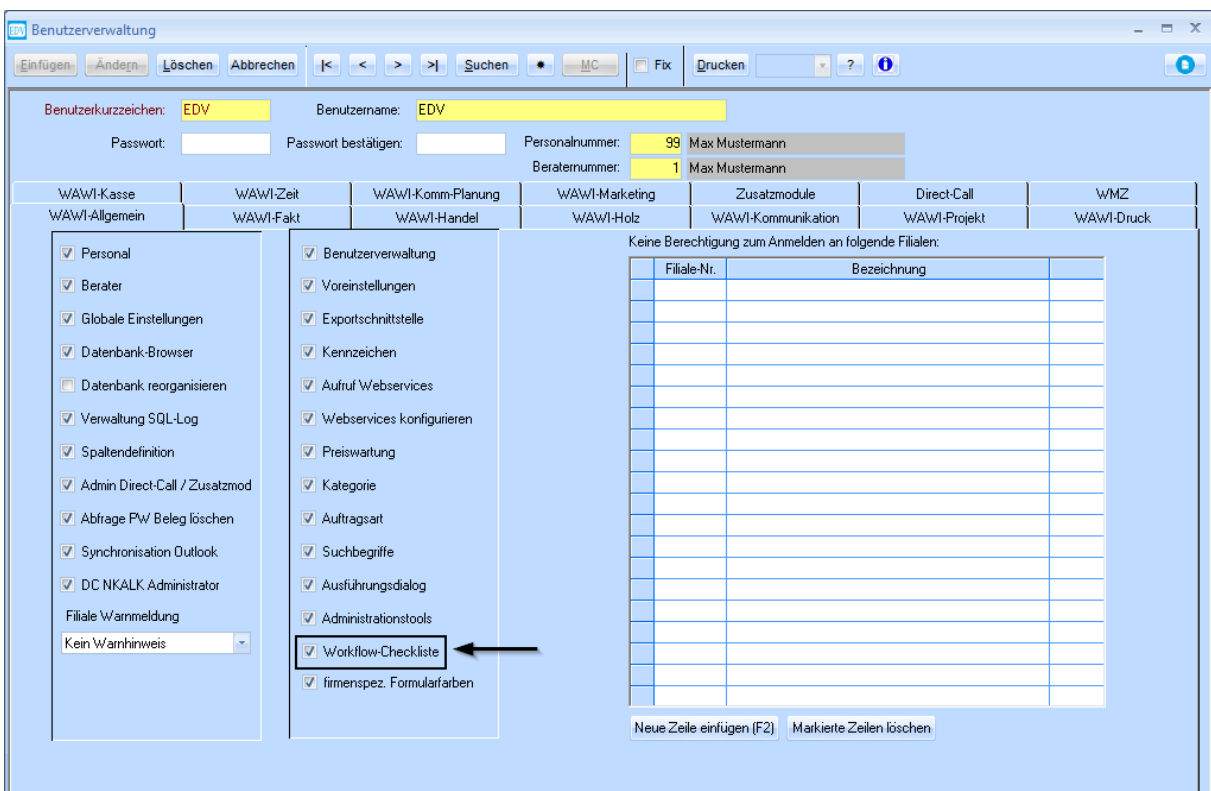 EDV Benutzerverwaltung
Einfügen Ändern Löschen Abbrechen |< < > >| Suchen * MC Fix Drucken ?
Benutzerkurzzeichen: EDV Benutzername: EDV
Passwort: Passwort bestätigen: Personalnummer: 99 Max Mustermann
Beraternummer: 1 Max Mustermann
WAWI-Kasse WAWI-Zeit WAWI-Komm-Planung WAWI-Marketing Zusatzmodule Direct-Call WMZ
WAWI-Allgemein WAWI-Fakt WAWI-Handel WAWI-Holz WAWI-Kommunikation WAWI-Projekt WAWI-Druck
Personal
Berater
Globale Einstellungen
Datenbank-Browser
Datenbank reorganisieren
Verwaltung SQL-Log
Spaltendefinition
Admin Direct-Call / Zusatzmod
Abfrage PW Beleg löschen
Synchronisation Outlook
DC NKALK Administrator
Filiale Warnmeldung
Kein Warnhinweis
Benutzerverwaltung
Voreinstellungen
Exportschnittstelle
Kennzeichen
Aufruf Webservices
Webservices konfigurieren
Preiswartung
Kategorie
Auftragsart
Suchbegriffe
Ausführungsdialog
Administrationstools
Workflow-Checkliste
firmenspez. Formularfarben
Keine Berechtigung zum Anmelden an folgende Filialen:
Filiale-Nr. Bezeichnung
Neue Zeile einfügen (F2) Markierte Zeilen löschen